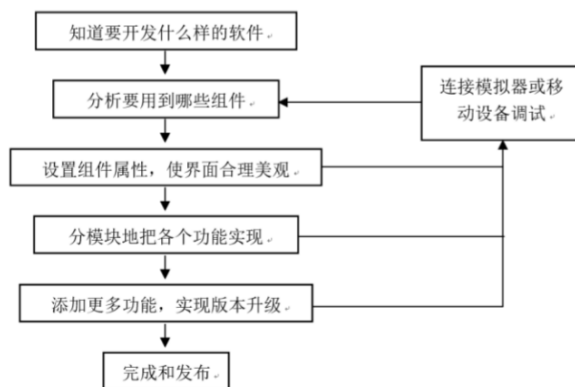 知道要开发什么样的软件
分析要用到哪些组件
连接模拟器或移
动设备调试
设置组件属性，使界面合理美观
分模块地把各个功能实现
添加更多功能，实现版本升级
完成和发布